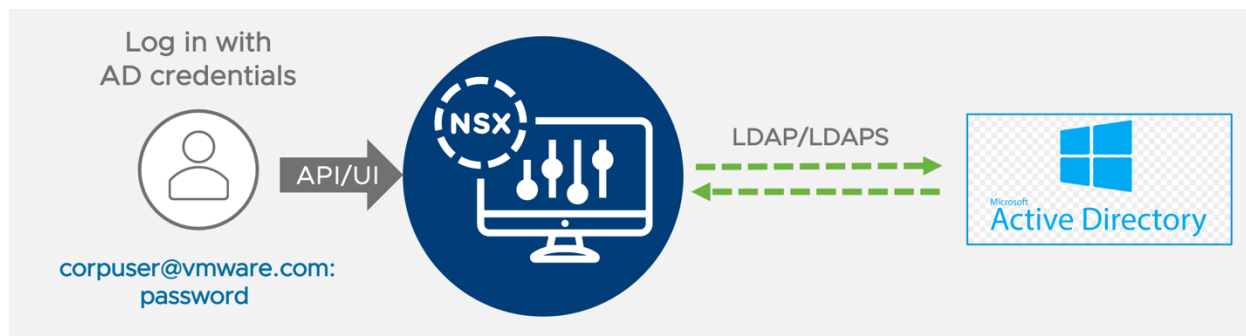 Log in with
AD credentials
API/UI
corpuser@vmware.com:
password
NSX
LDAP/LDAPS
Microsoft
Active Directory